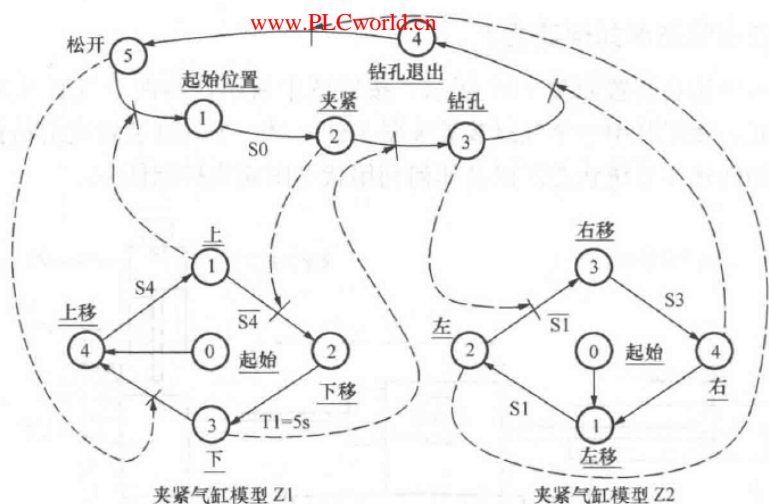 www.PLCworld.cn
松开
5
4
钻孔退出
起始位置
1
S0
夹紧
2
钻孔
3
上
1
S4
上移
4
0
起始
S4
2
下移
T1=5s
3
下
右移
3
S1
S3
左
2
0
起始
4
右
S1
1
左移
夹紧气缸模型 Z1
夹紧气缸模型 Z2